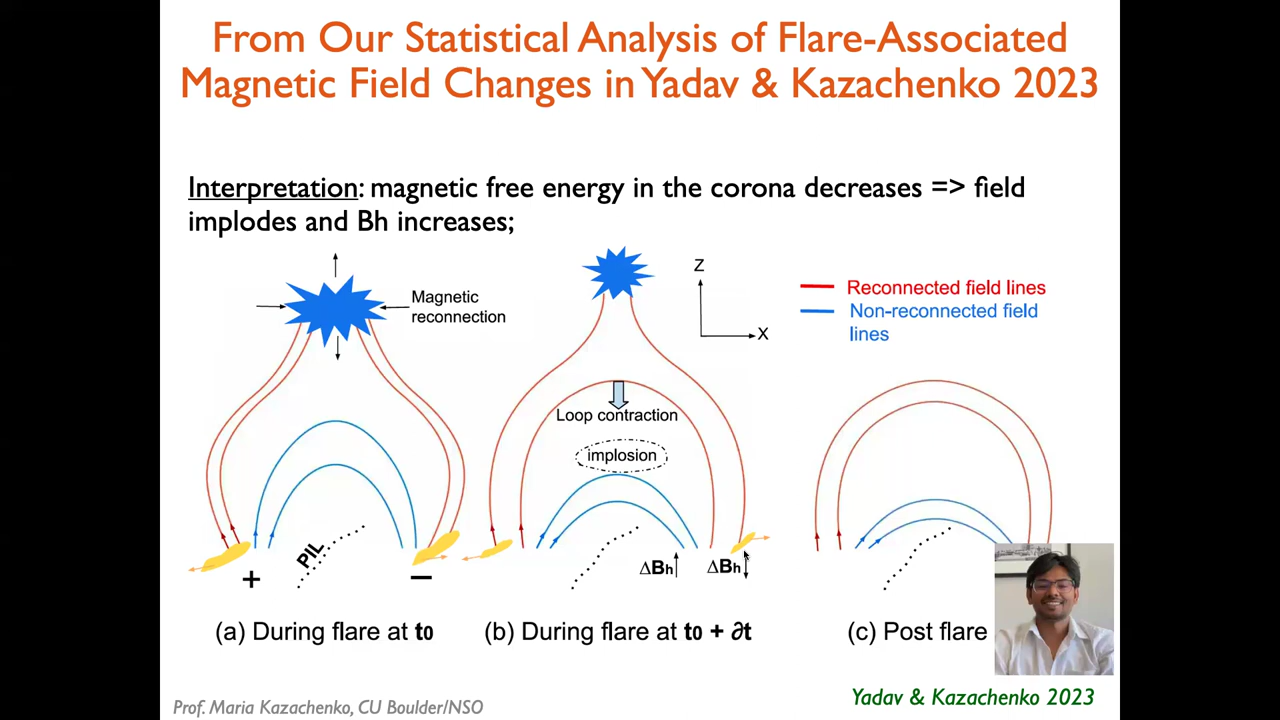 From Our Statistical Analysis of Flare-Associated
Magnetic Field Changes in Yadav & Kazachenko 2023
Interpretation: magnetic free energy in the corona decreases => field
implodes and Bh increases;
Magnetic
reconnection
Z
X
Reconnected field lines
Non-reconnected field
lines
Loop contraction
implosion
PIL
+
−
ΔBh
ΔBh
(a) During flare at t0
(b) During flare at t0 + ∂t
(c) Post flare
Yadav & Kazachenko 2023
Prof. Maria Kazachenko, CU Boulder/NSO